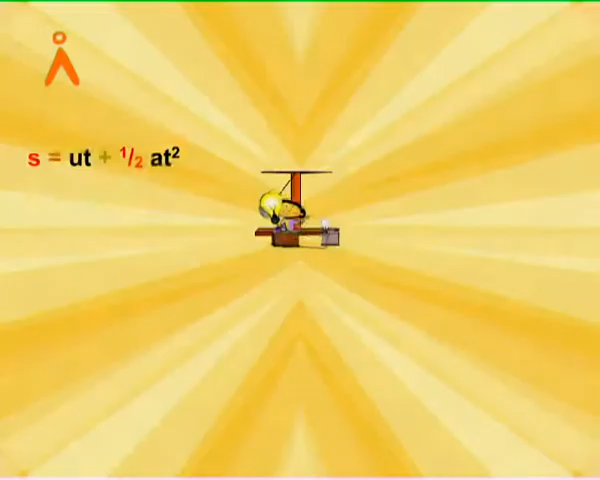 s = ut + ½ at²